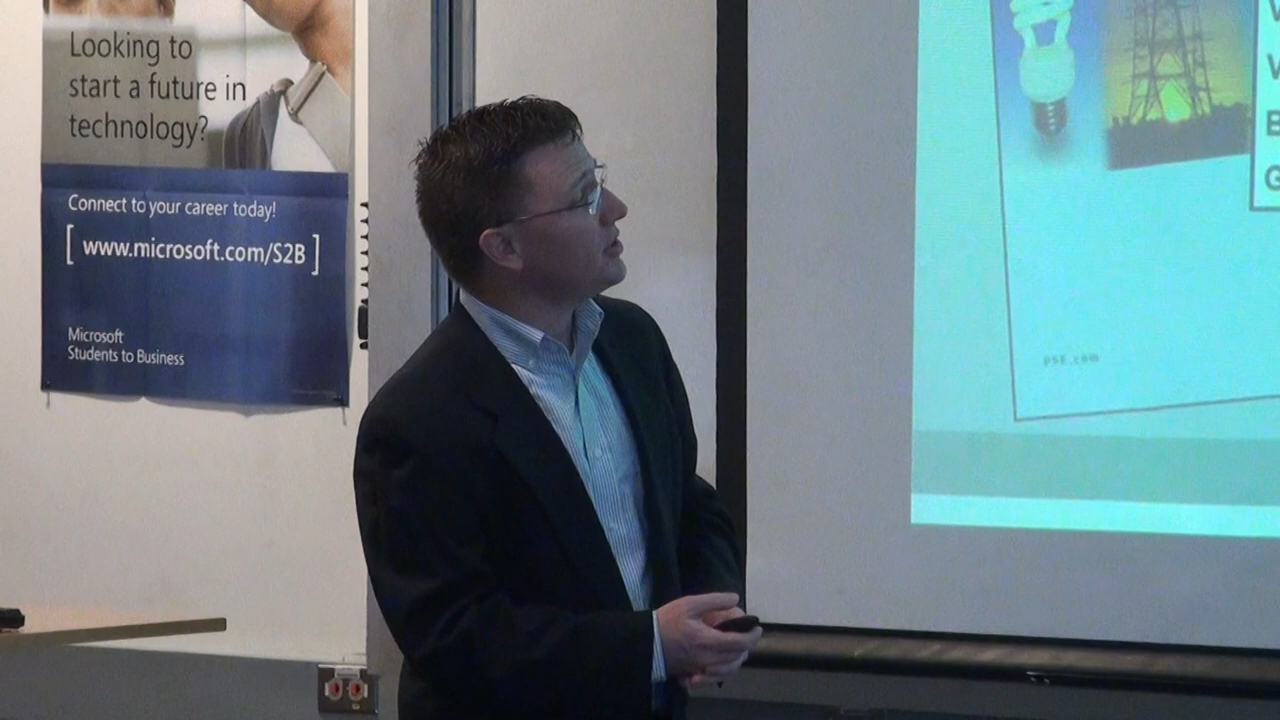 Looking to
start a future in
technology?
Connect to your career today!
[ www.microsoft.com/S2B ]
Microsoft
Students to Business
PSE.com
B
G